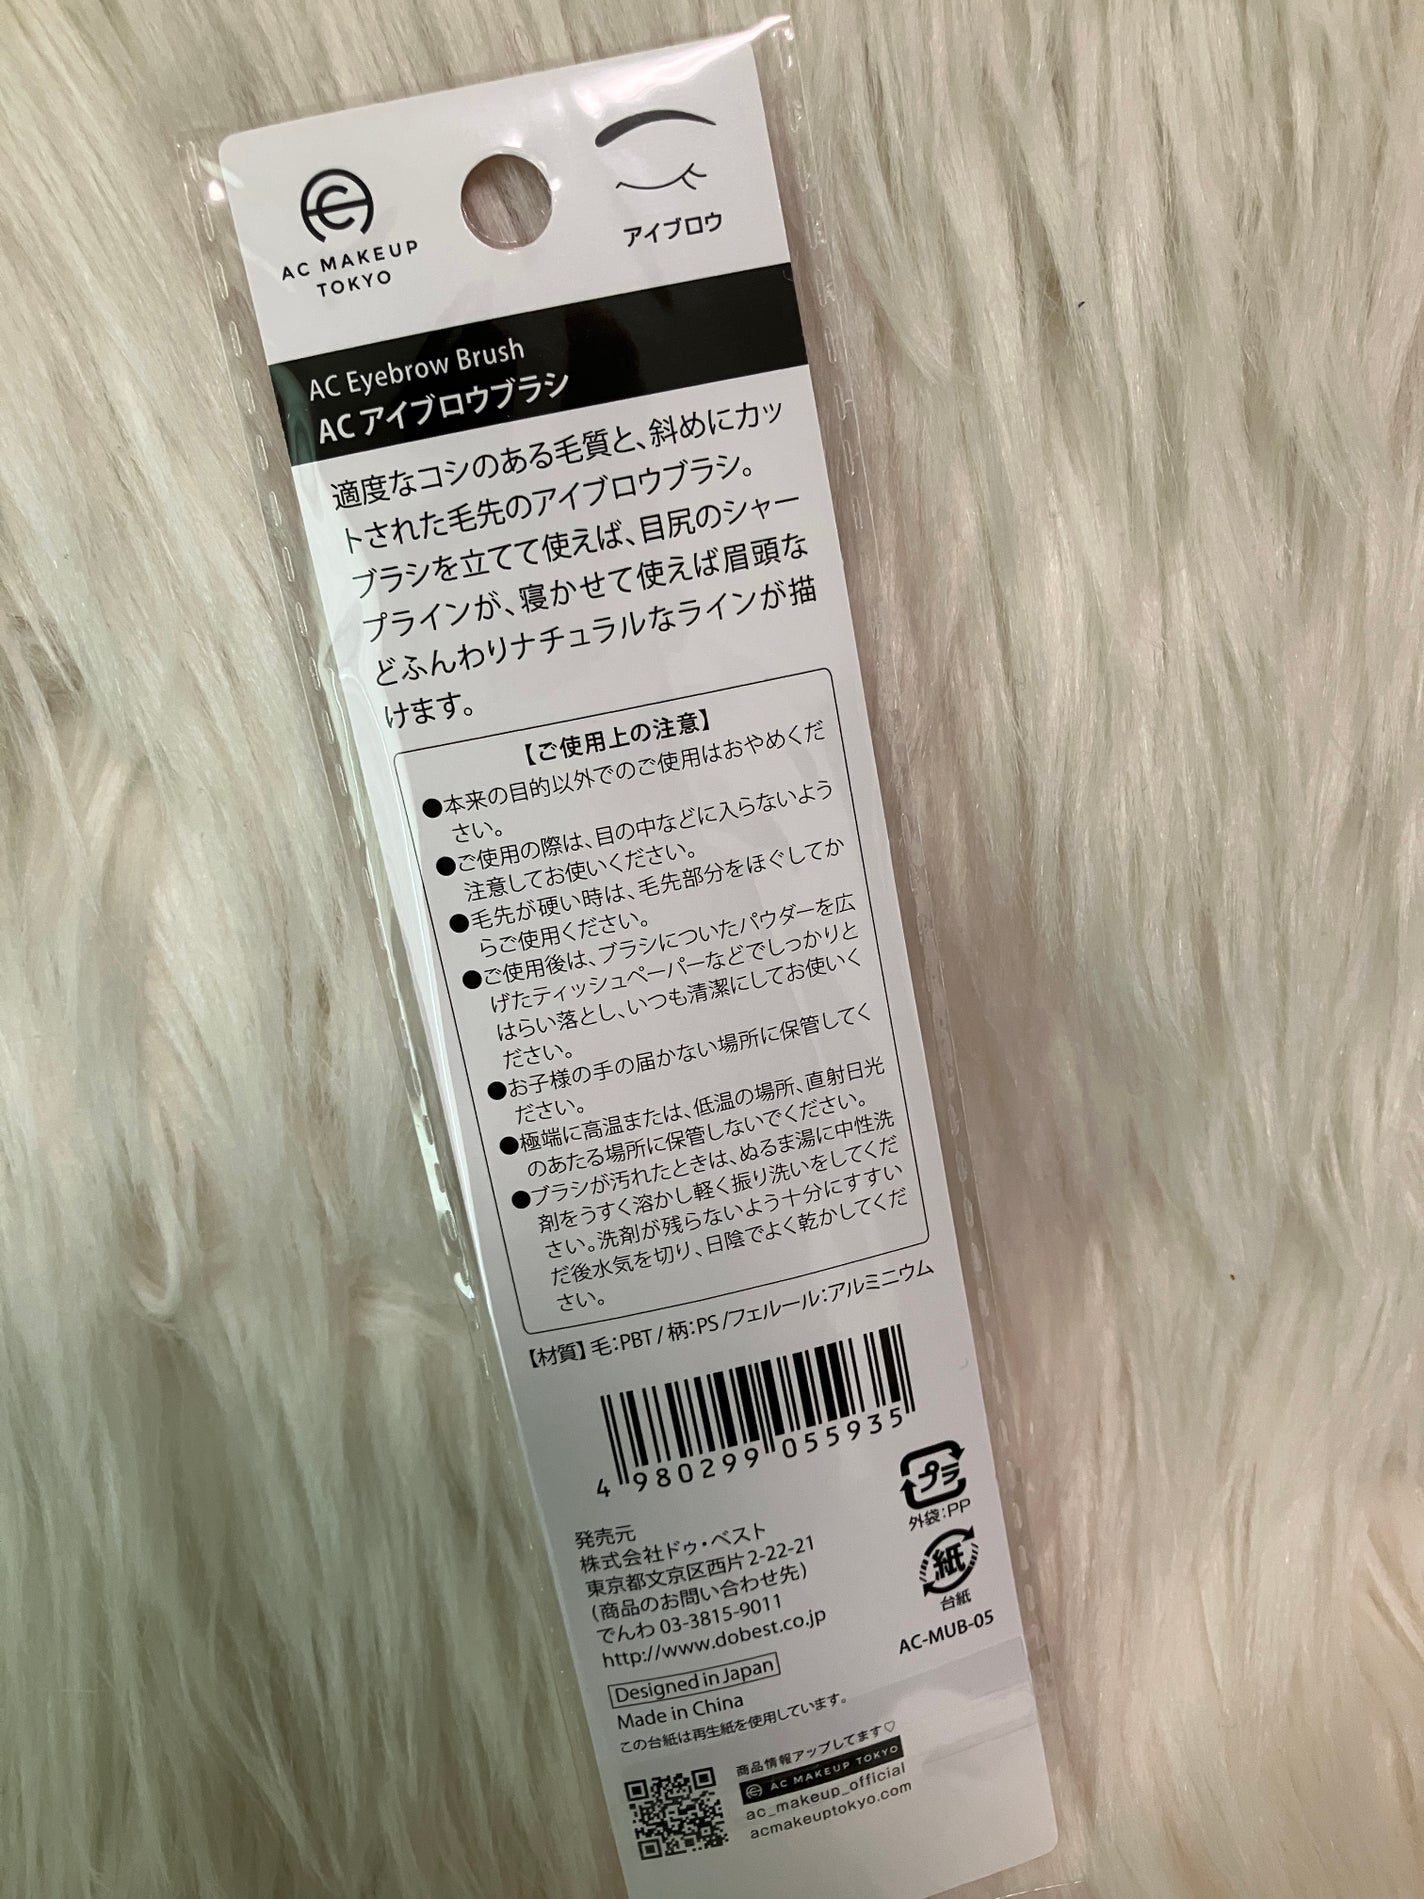 AC MAKEUP
TOKYO
アイブロウ
AC Eyebrow Brush
AC アイブロウブラシ
適度なコシのある毛質と、斜めにカッ
トされた毛先のアイブロウブラシ。
ブラシを立てて使えば、目尻のシャー
プラインが、寝かせて使えば眉頭な
どふんわりナチュラルなラインが描
けます。
【ご使用上の注意】
●本来の目的以外でのご使用はおやめくだ
さい。
●ご使用の際は、目の中などに入らないよう
注意してお使いください。
●毛先が硬い時は、毛先部分をほぐしてか
らご使用ください。
●ご使用後は、ブラシについたパウダーを広
げたティッシュペーパーなどでしっかりと
はらい落とし、いつも清潔にしてお使いく
ださい。
●お子様の手の届かない場所に保管してく
ださい。
●極端に高温または、低温の場所、直射日光
のあたる場所に保管しないでください。
●ブラシが汚れたときは、ぬるま湯に中性洗
剤をうすく溶かし軽く振り洗いをしてくだ
さい。洗剤が残らないよう十分にすすい
だ後水気を切り、日陰でよく乾かしてくだ
さい。
【材質】毛:PBT / 柄:PS /フェルール:アルミニウム
4 980299 055935
プラ
外袋:PP
紙
台紙
AC-MUB-05
発売元
株式会社ドゥ・ベスト
東京都文京区西片 2-22-21
(商品のお問い合わせ先)
でんわ 03-3815-9011
http://www.dobest.co.jp
Designed in Japan
Made in China
この台紙は再生紙を使用しています。
商品情報アップしてます♡
AC MAKEUP TOKYO
ac_makeup_official
acmakeuptokyo.com